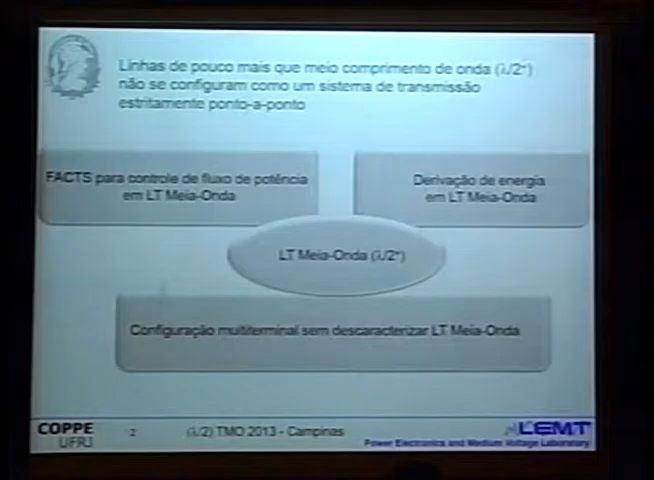 Linhas de pouco mais que meio comprimento de onda (λ/2⁺)
não se configuram como um sistema de transmissão
estritamente ponto-a-ponto
FACTS para controle de fluxo de potência
em LT Meia-Onda
Derivação de energia
em LT Meia-Onda
LT Meia-Onda (λ/2⁺)
Configuração multiterminal sem descaracterizar LT Meia-Onda
COPPE
UFRJ
2
(λ/2) TMO 2013 - Campinas
LEMT
Power Electronics and Medium Voltage Laboratory